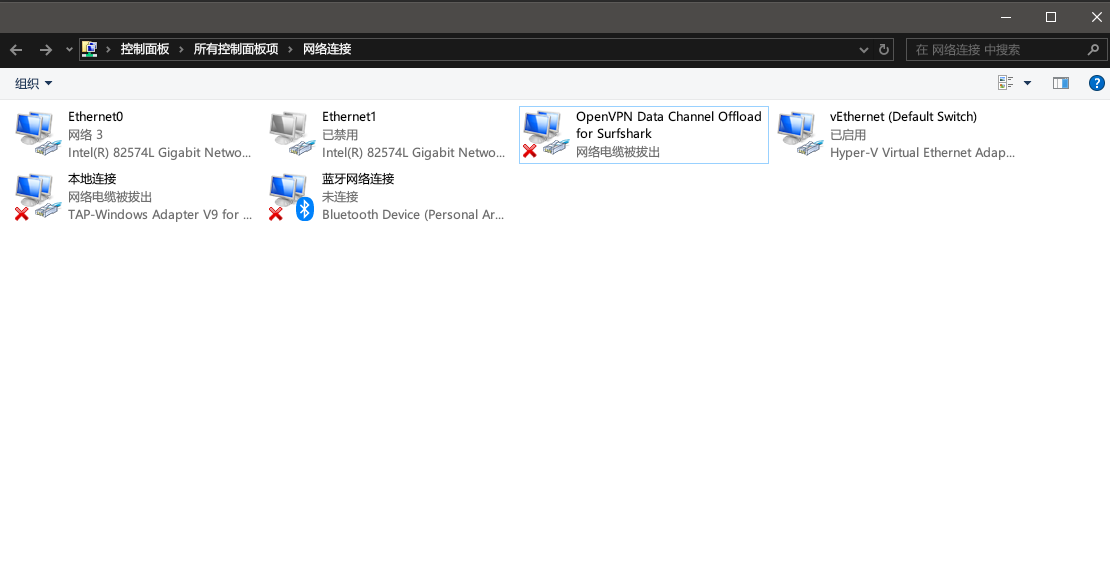 控制面板 › 所有控制面板项 › 网络连接
在 网络连接 中搜索
组织
Ethernet0
网络 3
Intel(R) 82574L Gigabit Netwo...
Ethernet1
已禁用
Intel(R) 82574L Gigabit Netwo...
OpenVPN Data Channel Offload
for Surfshark
网络电缆被拔出
vEthernet (Default Switch)
已启用
Hyper-V Virtual Ethernet Adap...
本地连接
网络电缆被拔出
TAP-Windows Adapter V9 for ...
蓝牙网络连接
未连接
Bluetooth Device (Personal Ar...